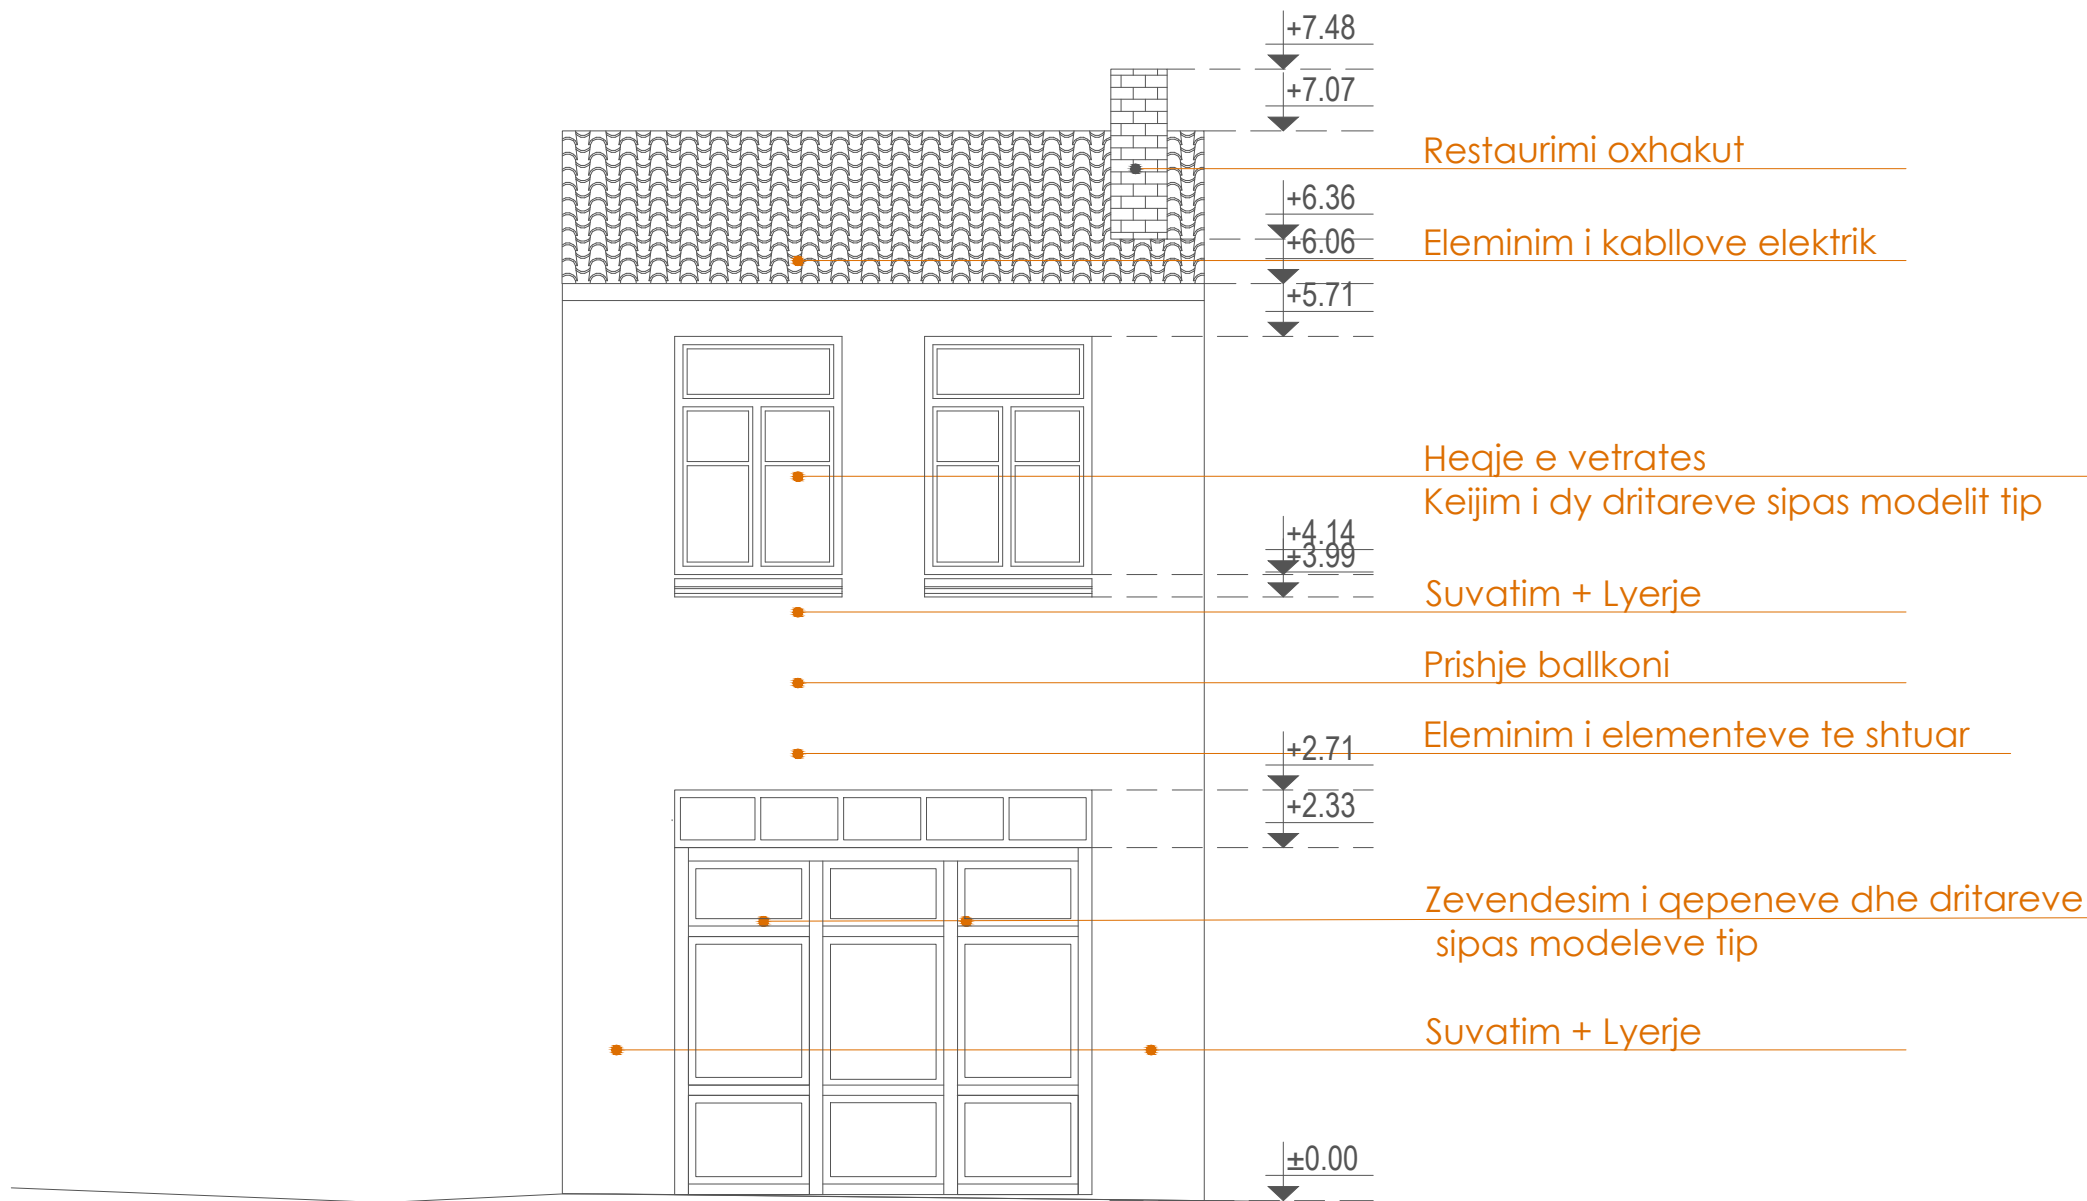 +7.48
+7.07
Restaurimi oxhakut
+6.36
+6.06
Eleminim i kabllove elektrik
+5.71
Heqje e vetrates
Keijim i dy dritareve sipas modelit tip
+4.14
+3.99
Suvatim + Lyerje
Prishje ballkoni
Eleminim i elementeve te shtuar
+2.71
+2.33
Zevendesim i qepeneve dhe dritareve
sipas modeleve tip
Suvatim + Lyerje
±0.00